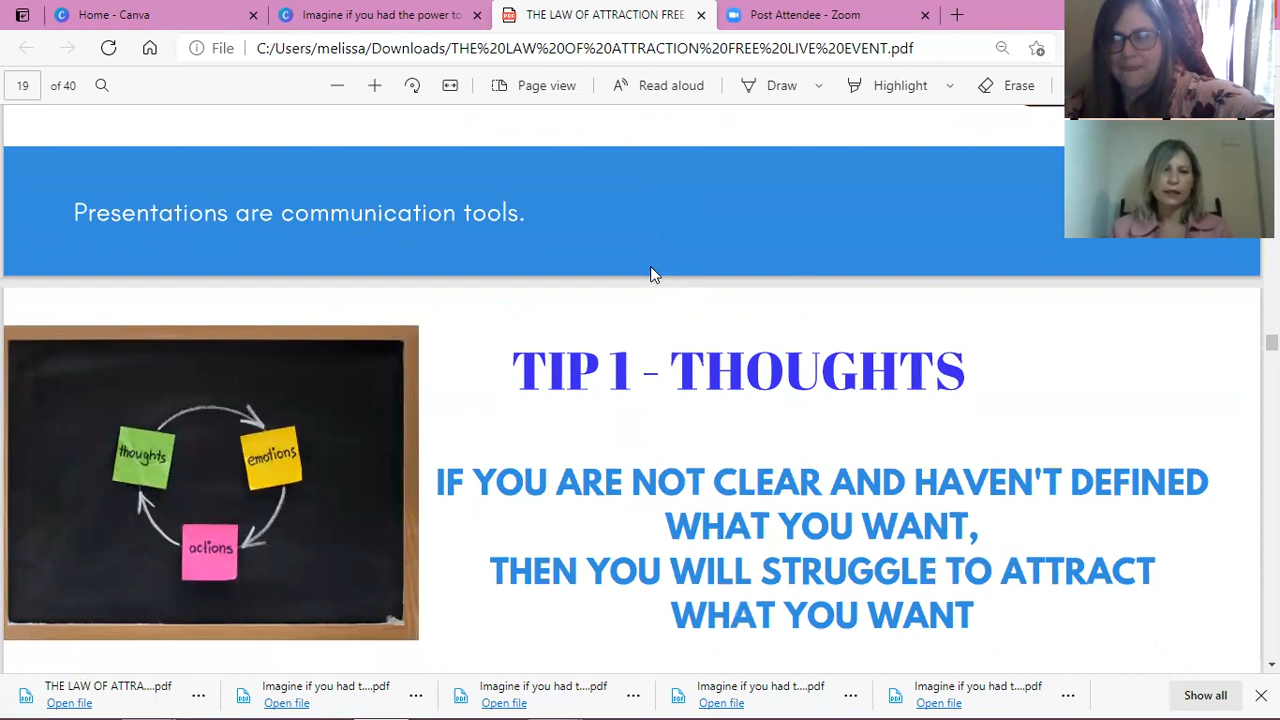 Home - Canva
Imagine if you had the power to
THE LAW OF ATTRACTION FREE
Post Attendee - Zoom
File
C:/Users/melissa/Downloads/THE%20LAW%20OF%20ATTRACTION%20FREE%20LIVE%20EVENT.pdf
19 of 40
Page view
Read aloud
Draw
Highlight
Erase
Presentations are communication tools.
thoughts
emotions
actions
TIP 1 - THOUGHTS
IF YOU ARE NOT CLEAR AND HAVEN'T DEFINED
WHAT YOU WANT,
THEN YOU WILL STRUGGLE TO ATTRACT
WHAT YOU WANT
THE LAW OF ATTRA....pdf
Open file
Imagine if you had t....pdf
Open file
Imagine if you had t....pdf
Open file
Imagine if you had t....pdf
Open file
Imagine if you had t....pdf
Open file
Show all